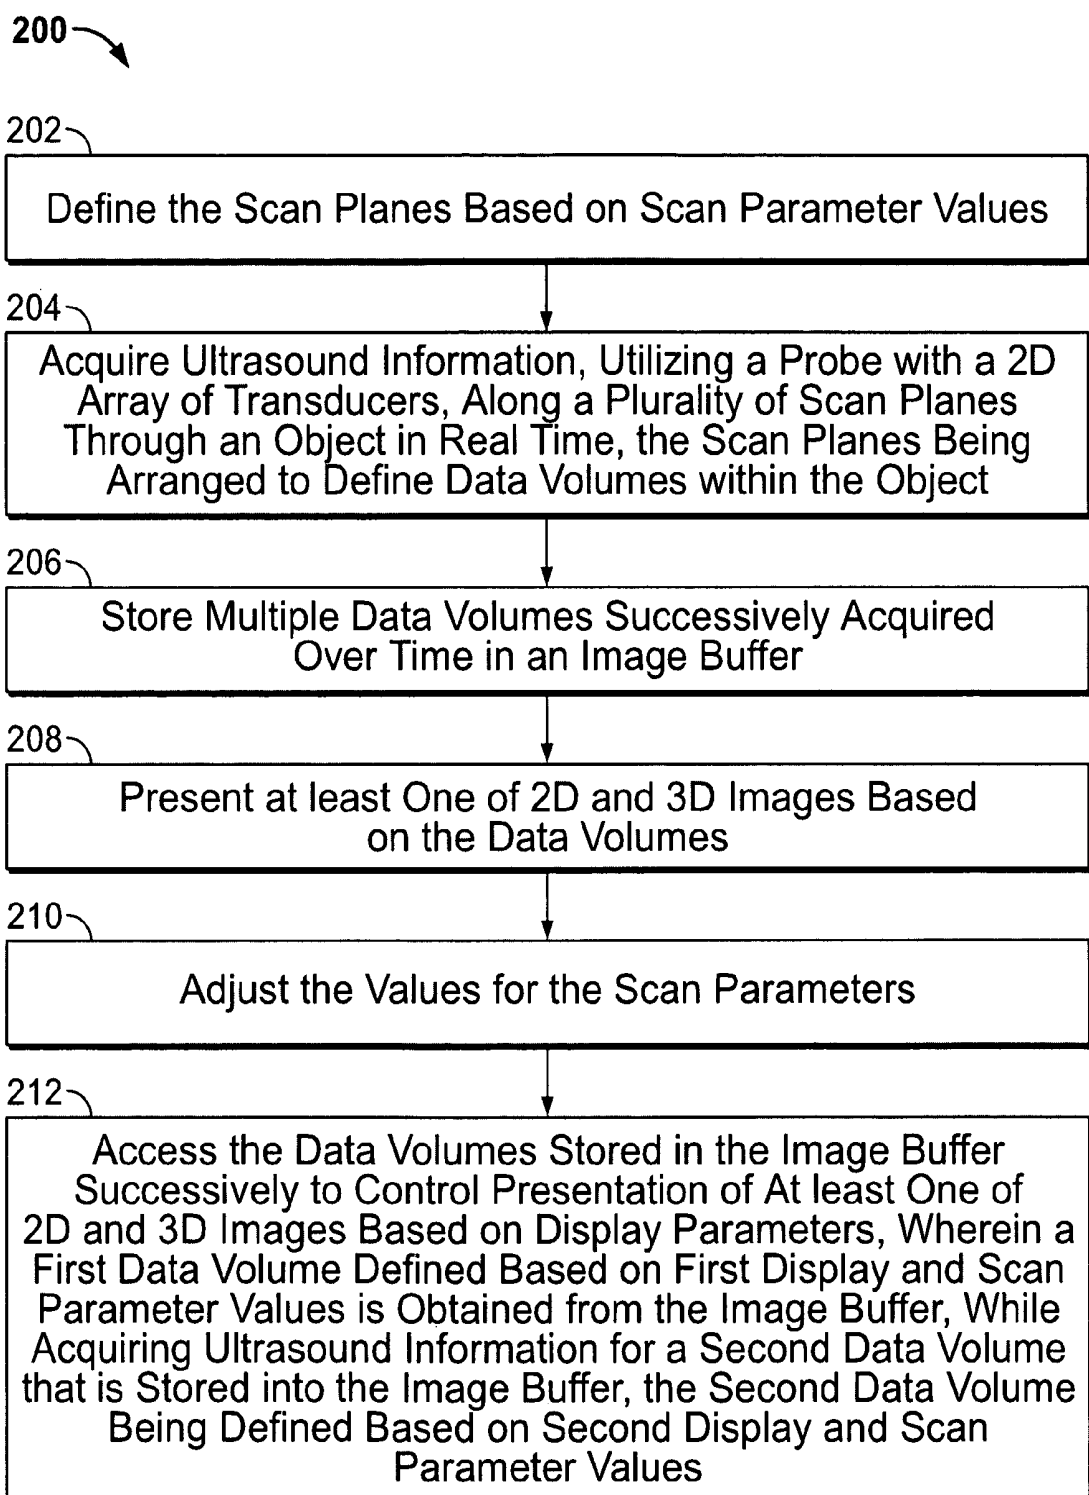 200
202
Define the Scan Planes Based on Scan Parameter Values
204
Acquire Ultrasound Information, Utilizing a Probe with a 2D
Array of Transducers, Along a Plurality of Scan Planes
Through an Object in Real Time, the Scan Planes Being
Arranged to Define Data Volumes within the Object
206
Store Multiple Data Volumes Successively Acquired
Over Time in an Image Buffer
208
Present at least One of 2D and 3D Images Based
on the Data Volumes
210
Adjust the Values for the Scan Parameters
212
Access the Data Volumes Stored in the Image Buffer
Successively to Control Presentation of At least One of
2D and 3D Images Based on Display Parameters, Wherein a
First Data Volume Defined Based on First Display and Scan
Parameter Values is Obtained from the Image Buffer, While
Acquiring Ultrasound Information for a Second Data Volume
that is Stored into the Image Buffer, the Second Data Volume
Being Defined Based on Second Display and Scan
Parameter Values